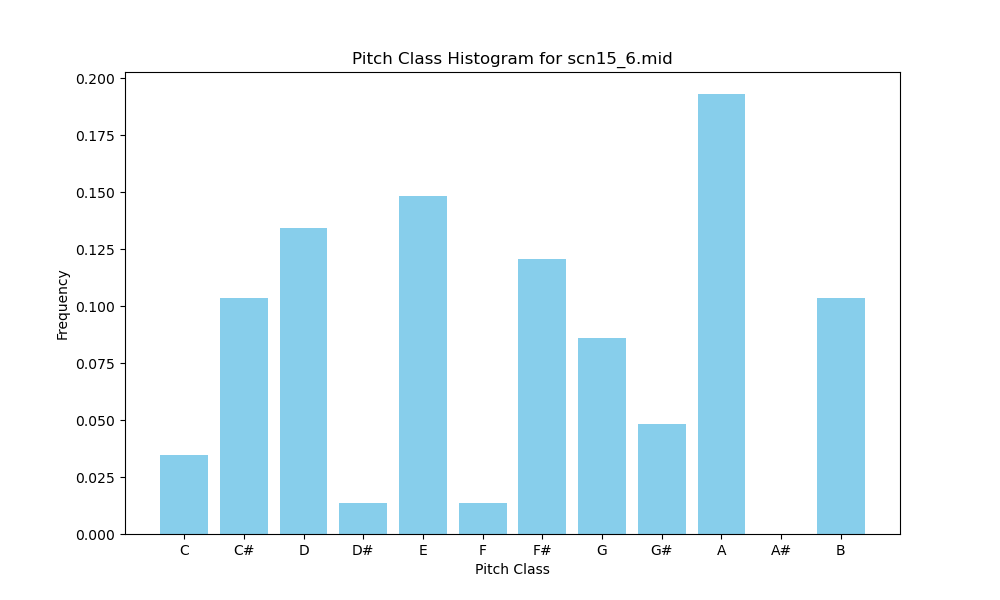 Pitch Class Histogram for scn15_6.mid
0.200
0.175
0.150
0.125
0.100
0.075
0.050
0.025
0.000
Frequency
C C# D D# E F F# G G# A A# B
Pitch Class